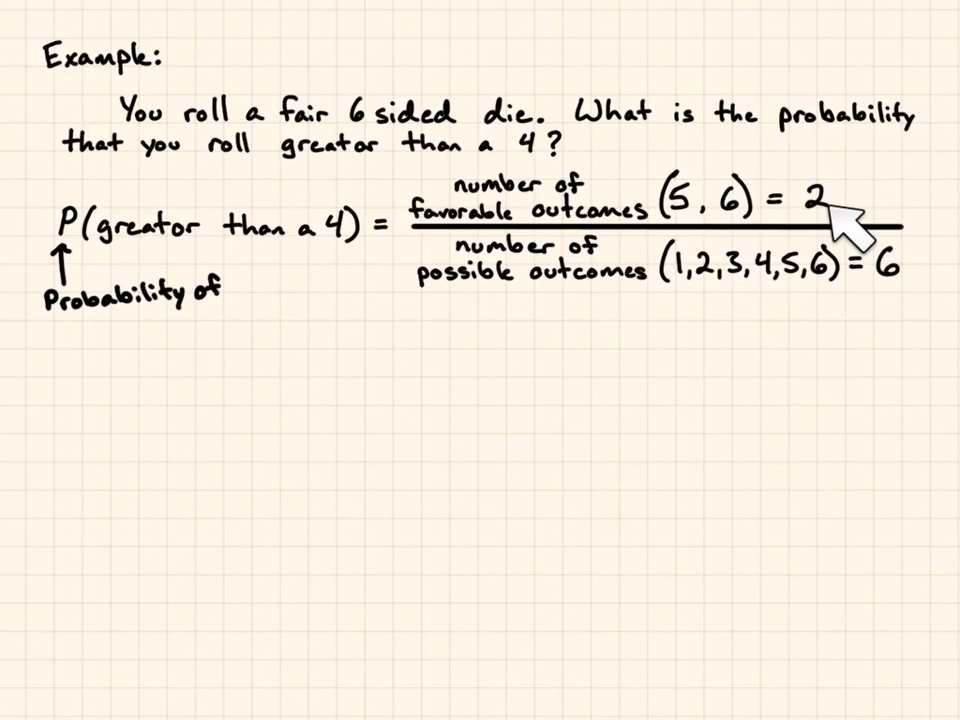 Example:
You roll a fair 6 sided die. What is the probability
that you roll greator than a 4?
P(greator than a 4) =
number of
favorable outcomes (5, 6) = 2
number of
possible outcomes (1,2,3,4,5,6) = 6
Probability of